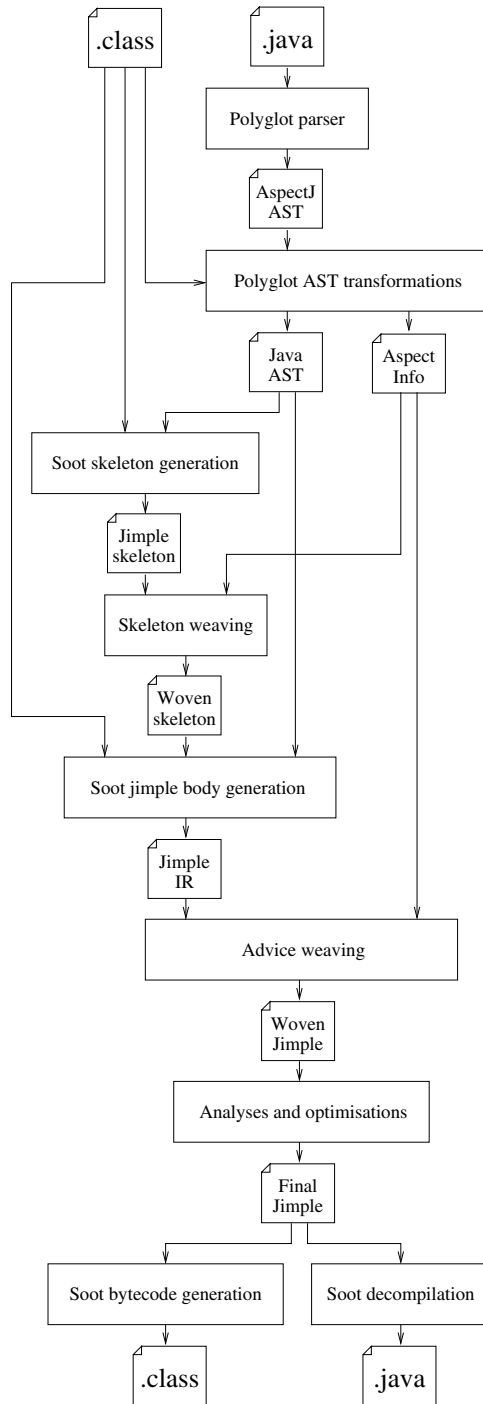 .class
.java
Polyglot parser
AspectJ
AST
Polyglot AST transformations
Java
AST
Aspect
Info
Soot skeleton generation
Jimple
skeleton
Skeleton weaving
Woven
skeleton
Soot jimple body generation
Jimple
IR
Advice weaving
Woven
Jimple
Analyses and optimisations
Final
Jimple
Soot bytecode generation
Soot decompilation
.class
.java